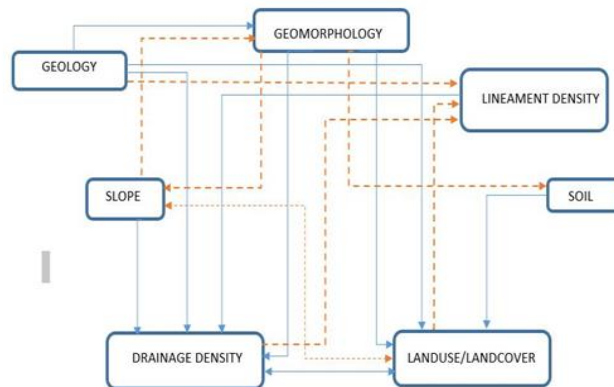 GEOMORPHOLOGY
GEOLOGY
LINEAMENT DENSITY
SLOPE
SOIL
DRAINAGE DENSITY
LANDUSE/LANDCOVER